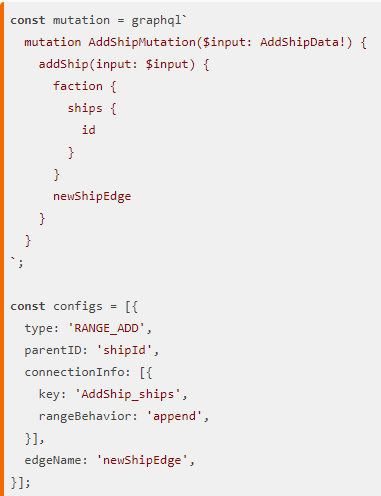 const mutation = graphql`
  mutation AddShipMutation($input: AddShipData!) {
    addShip(input: $input) {
      faction {
        ships {
          id
        }
      }
      newShipEdge
    }
  }
`;

const configs = [{
  type: 'RANGE_ADD',
  parentID: 'shipId',
  connectionInfo: [{
    key: 'AddShip_ships',
    rangeBehavior: 'append',
  }],
  edgeName: 'newShipEdge',
}];